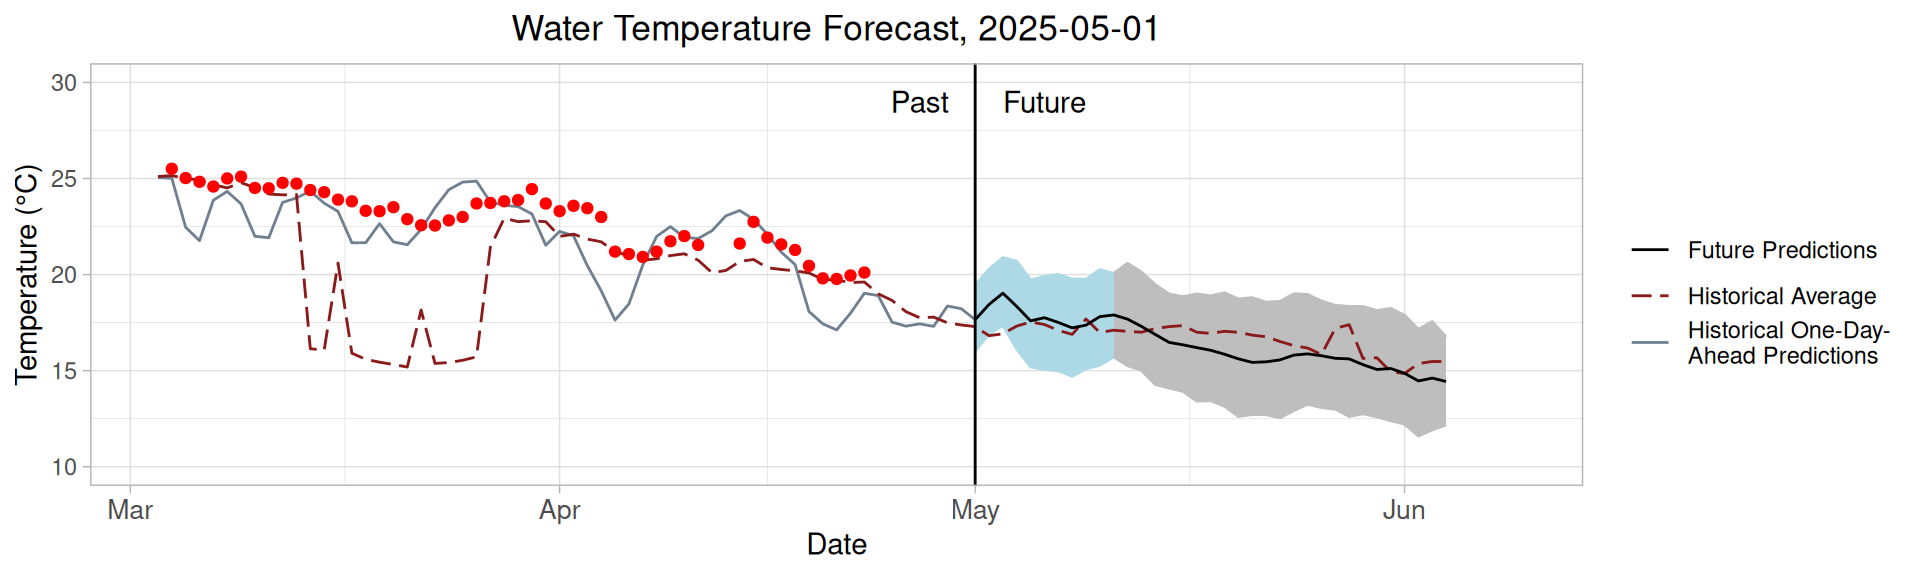 Water Temperature Forecast, 2025-05-01
30
25
20
15
10
Temperature (°C)
Past
Future
Mar
Apr
May
Jun
Date
Future Predictions
Historical Average
Historical One-Day-
Ahead Predictions